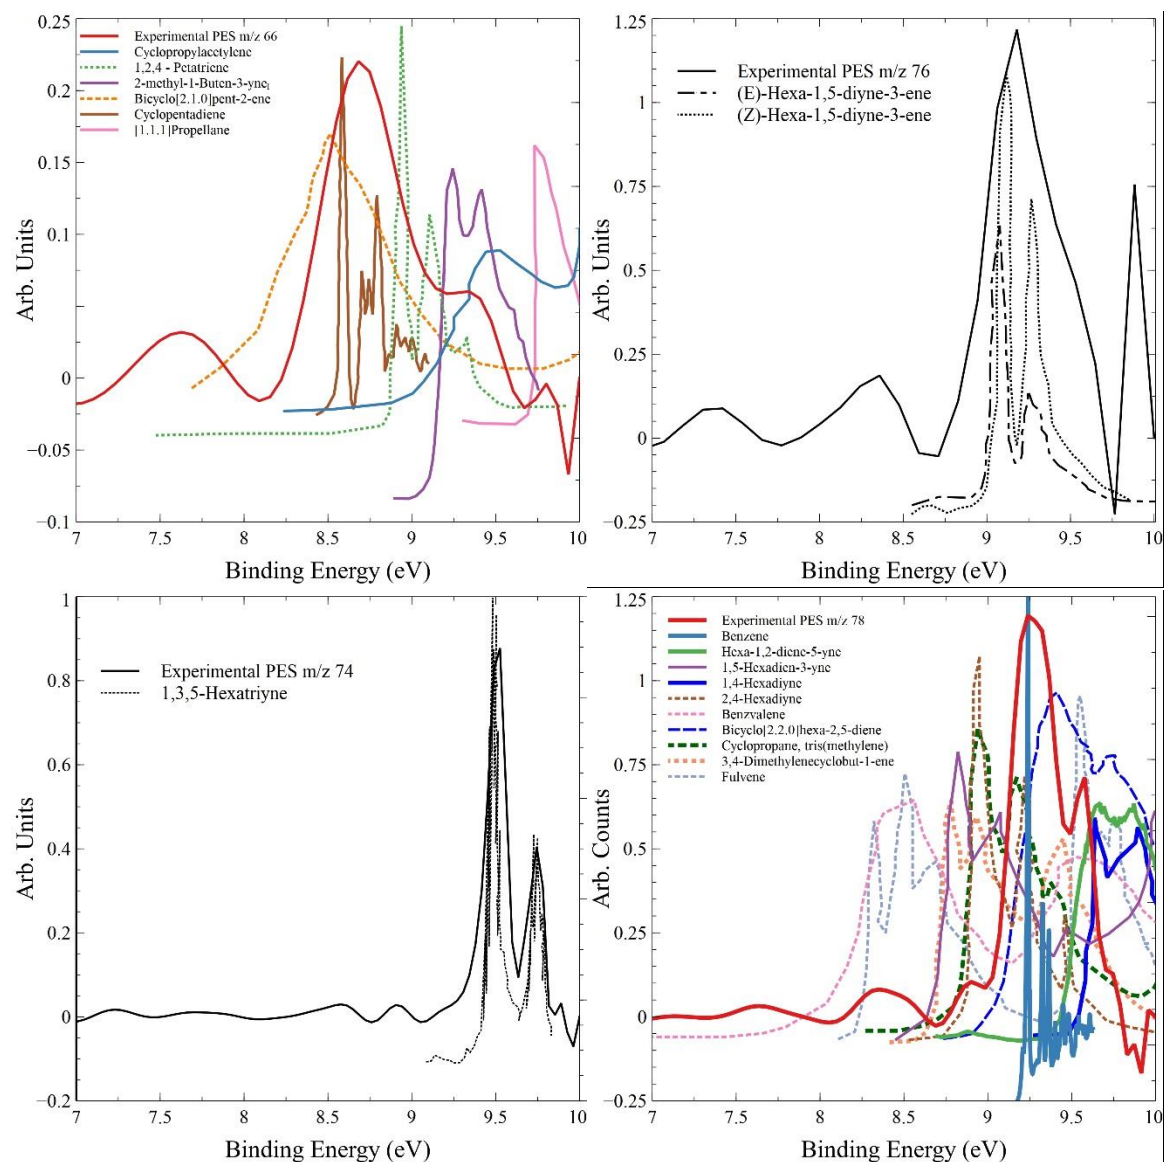 0.25
0.2
0.15
0.1
0.05
0
−0.05
−0.1
Arb. Units
Experimental PES m/z 66
Cyclopropylacetylene
1,2,4 - Petatriene
2-methyl-1-Buten-3-yne
Bicyclo[2.1.0]pent-2-ene
Cyclopentadiene
[1.1.1]Propellane
7 7.5 8 8.5 9 9.5 10
Binding Energy (eV)
1.25
1
0.75
0.5
0.25
0
−0.25
Arb. Units
Experimental PES m/z 76
(E)-Hexa-1,5-diyne-3-ene
(Z)-Hexa-1,5-diyne-3-ene
7 7.5 8 8.5 9 9.5 10
Binding Energy (eV)
1
0.8
0.6
0.4
0.2
0
−0.2
Arb. Units
Experimental PES m/z 74
1,3,5-Hexatriyne
7 7.5 8 8.5 9 9.5 10
Binding Energy (eV)
1.25
1
0.75
0.5
0.25
0
−0.25
Arb. Counts
Experimental PES m/z 78
Benzene
Hexa-1,2-diene-5-yne
1,5-Hexadien-3-yne
1,4-Hexadiyne
2,4-Hexadiyne
Benzvalene
Bicyclo[2.2.0]hexa-2,5-diene
Cyclopropane, tris(methylene)
3,4-Dimethylenecyclobut-1-ene
Fulvene
7 7.5 8 8.5 9 9.5 10
Binding Energy (eV)